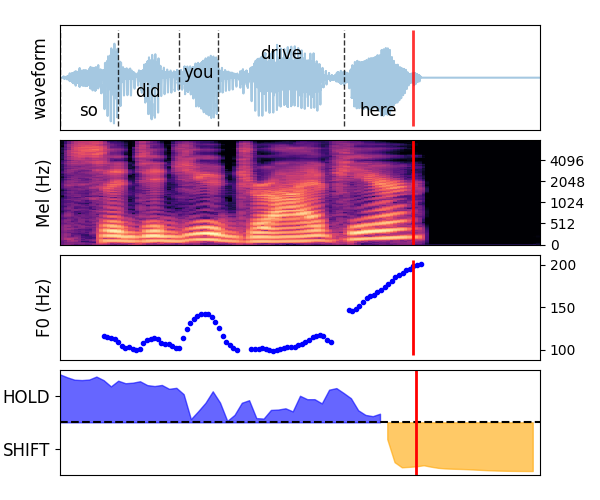 waveform
so did you drive here
Mel (Hz)
4096
2048
1024
512
0
F0 (Hz)
200
150
100
HOLD
SHIFT